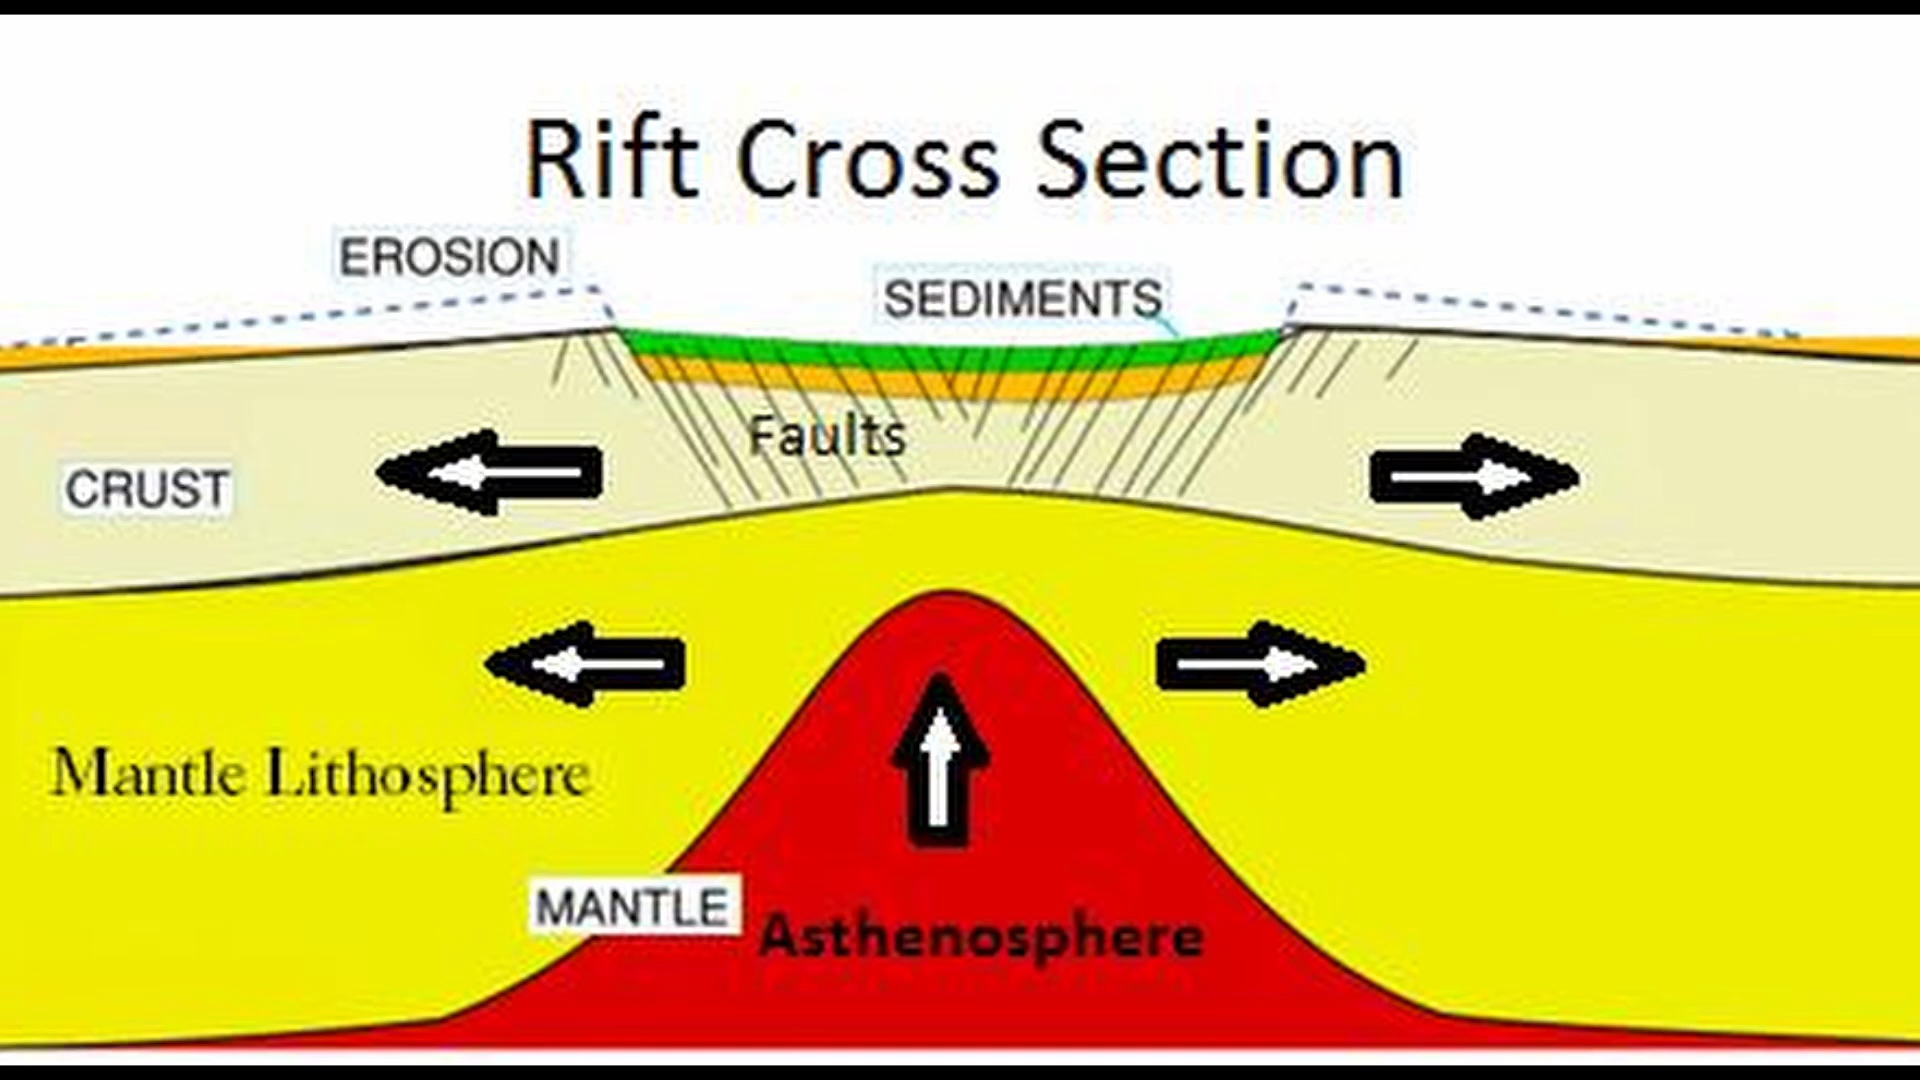 Rift Cross Section
EROSION
SEDIMENTS
Faults
CRUST
Mantle Lithosphere
MANTLE
Asthenosphere